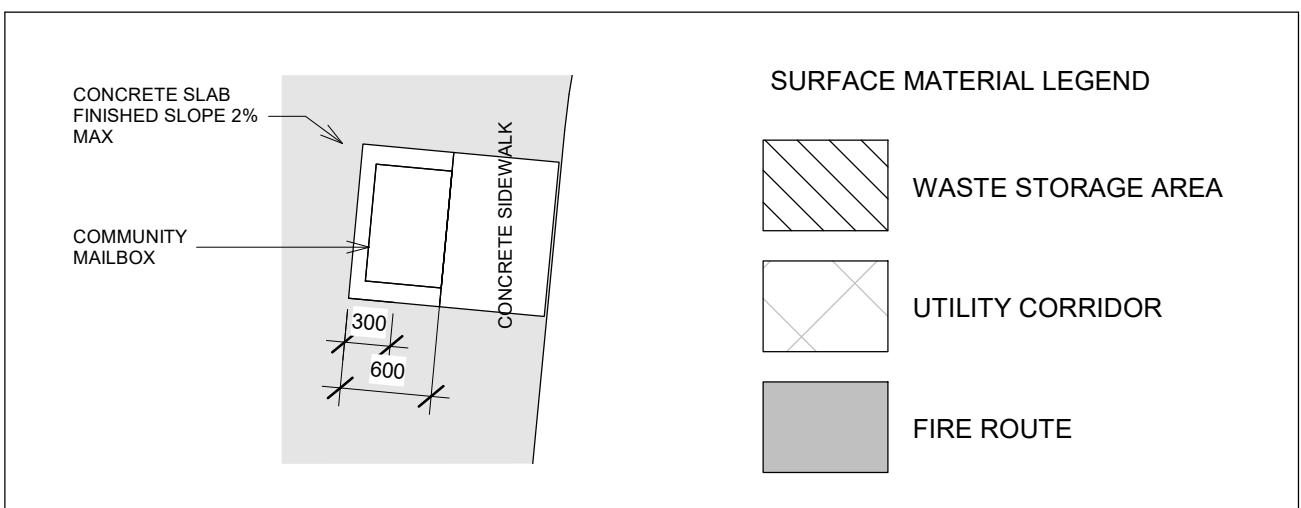 CONCRETE SLAB
FINISHED SLOPE 2%
MAX
COMMUNITY
MAILBOX
CONCRETE SIDEWALK
300
600
SURFACE MATERIAL LEGEND
WASTE STORAGE AREA
UTILITY CORRIDOR
FIRE ROUTE